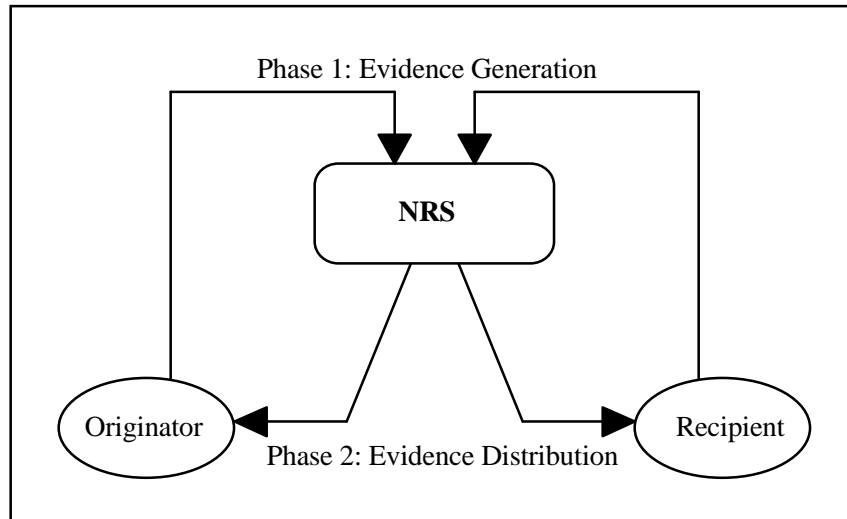 Phase 1: Evidence Generation
NRS
Originator
Recipient
Phase 2: Evidence Distribution